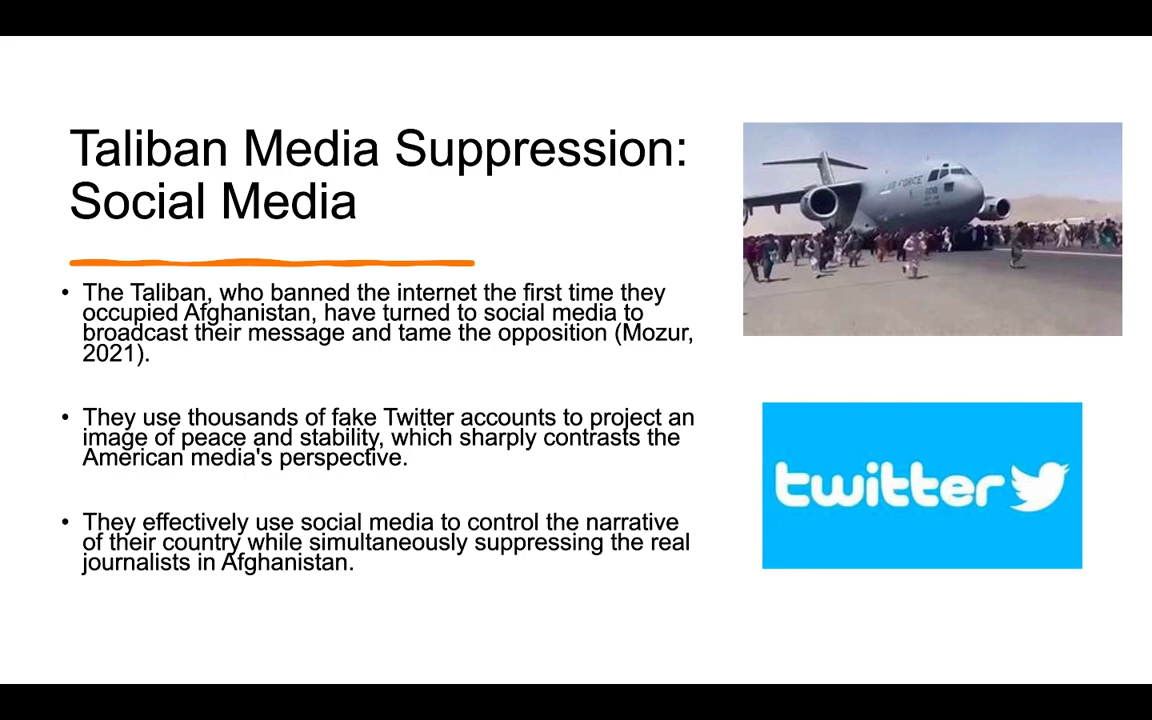 Taliban Media Suppression:
Social Media
• The Taliban, who banned the internet the first time they
occupied Afghanistan, have turned to social media to
broadcast their message and tame the opposition (Mozur,
2021).
• They use thousands of fake Twitter accounts to project an
image of peace and stability, which sharply contrasts the
American media's perspective.
• They effectively use social media to control the narrative
of their country while simultaneously suppressing the real
journalists in Afghanistan.
AIR FORCE
twitter